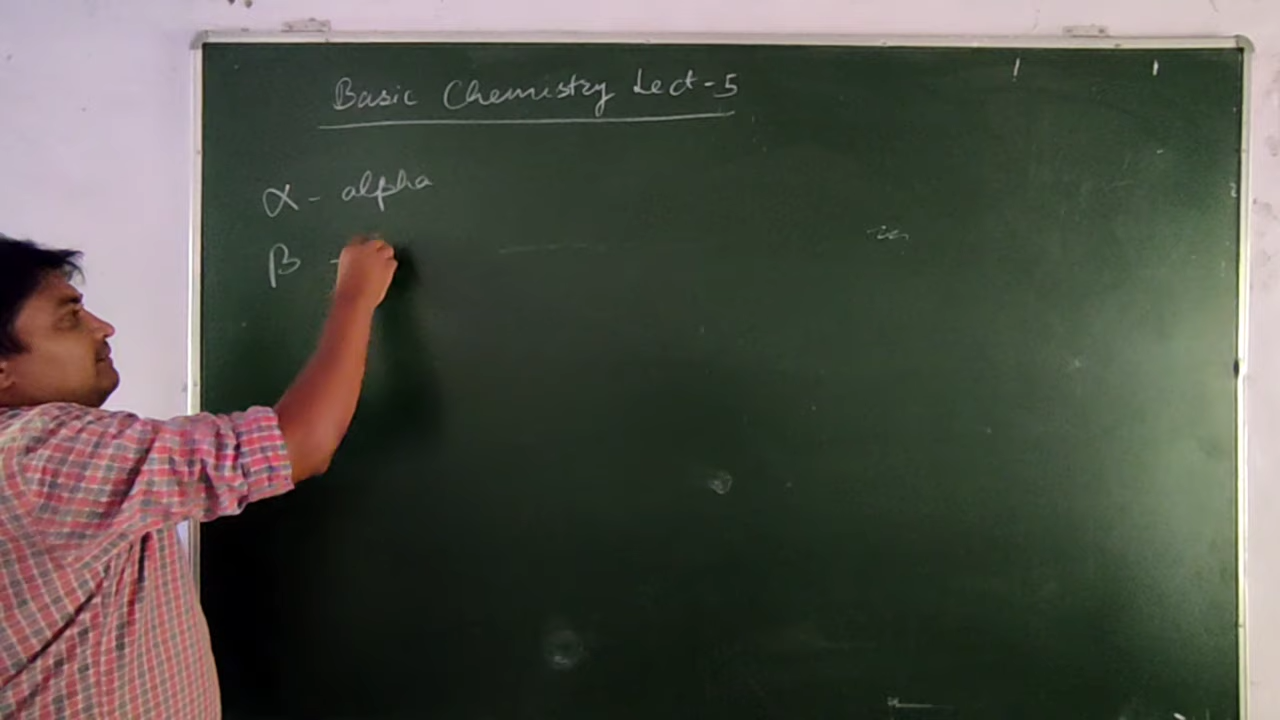 Basic Chemistry Lect-5
α - alpha
β -